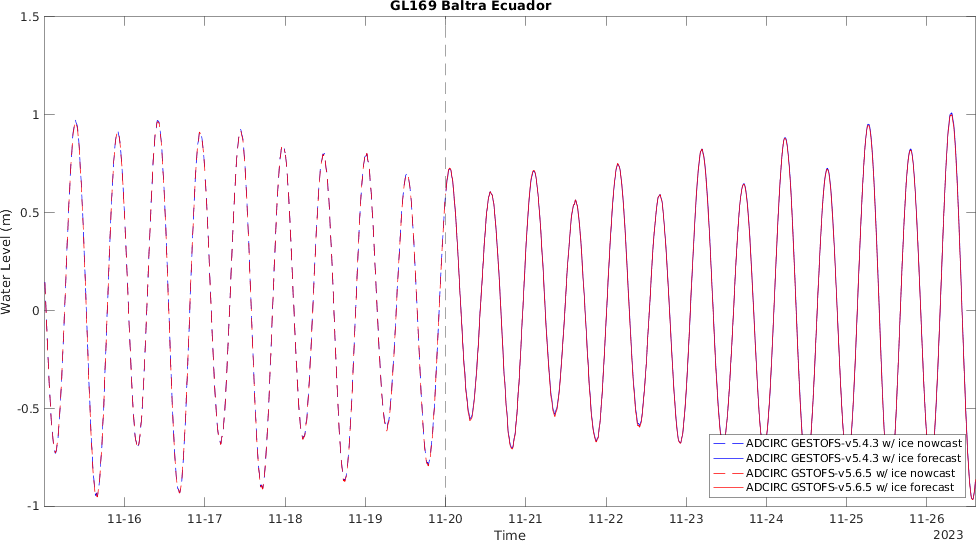 GL169 Baltra Ecuador
1.5
1
0.5
0
-0.5
-1
Water Level (m)
11-16
11-17
11-18
11-19
11-20
11-21
11-22
11-23
11-24
11-25
11-26
Time
2023
ADCIRC GESTOFS-v5.4.3 w/ ice nowcast
ADCIRC GESTOFS-v5.4.3 w/ ice forecast
ADCIRC GSTOFS-v5.6.5 w/ ice nowcast
ADCIRC GSTOFS-v5.6.5 w/ ice forecast